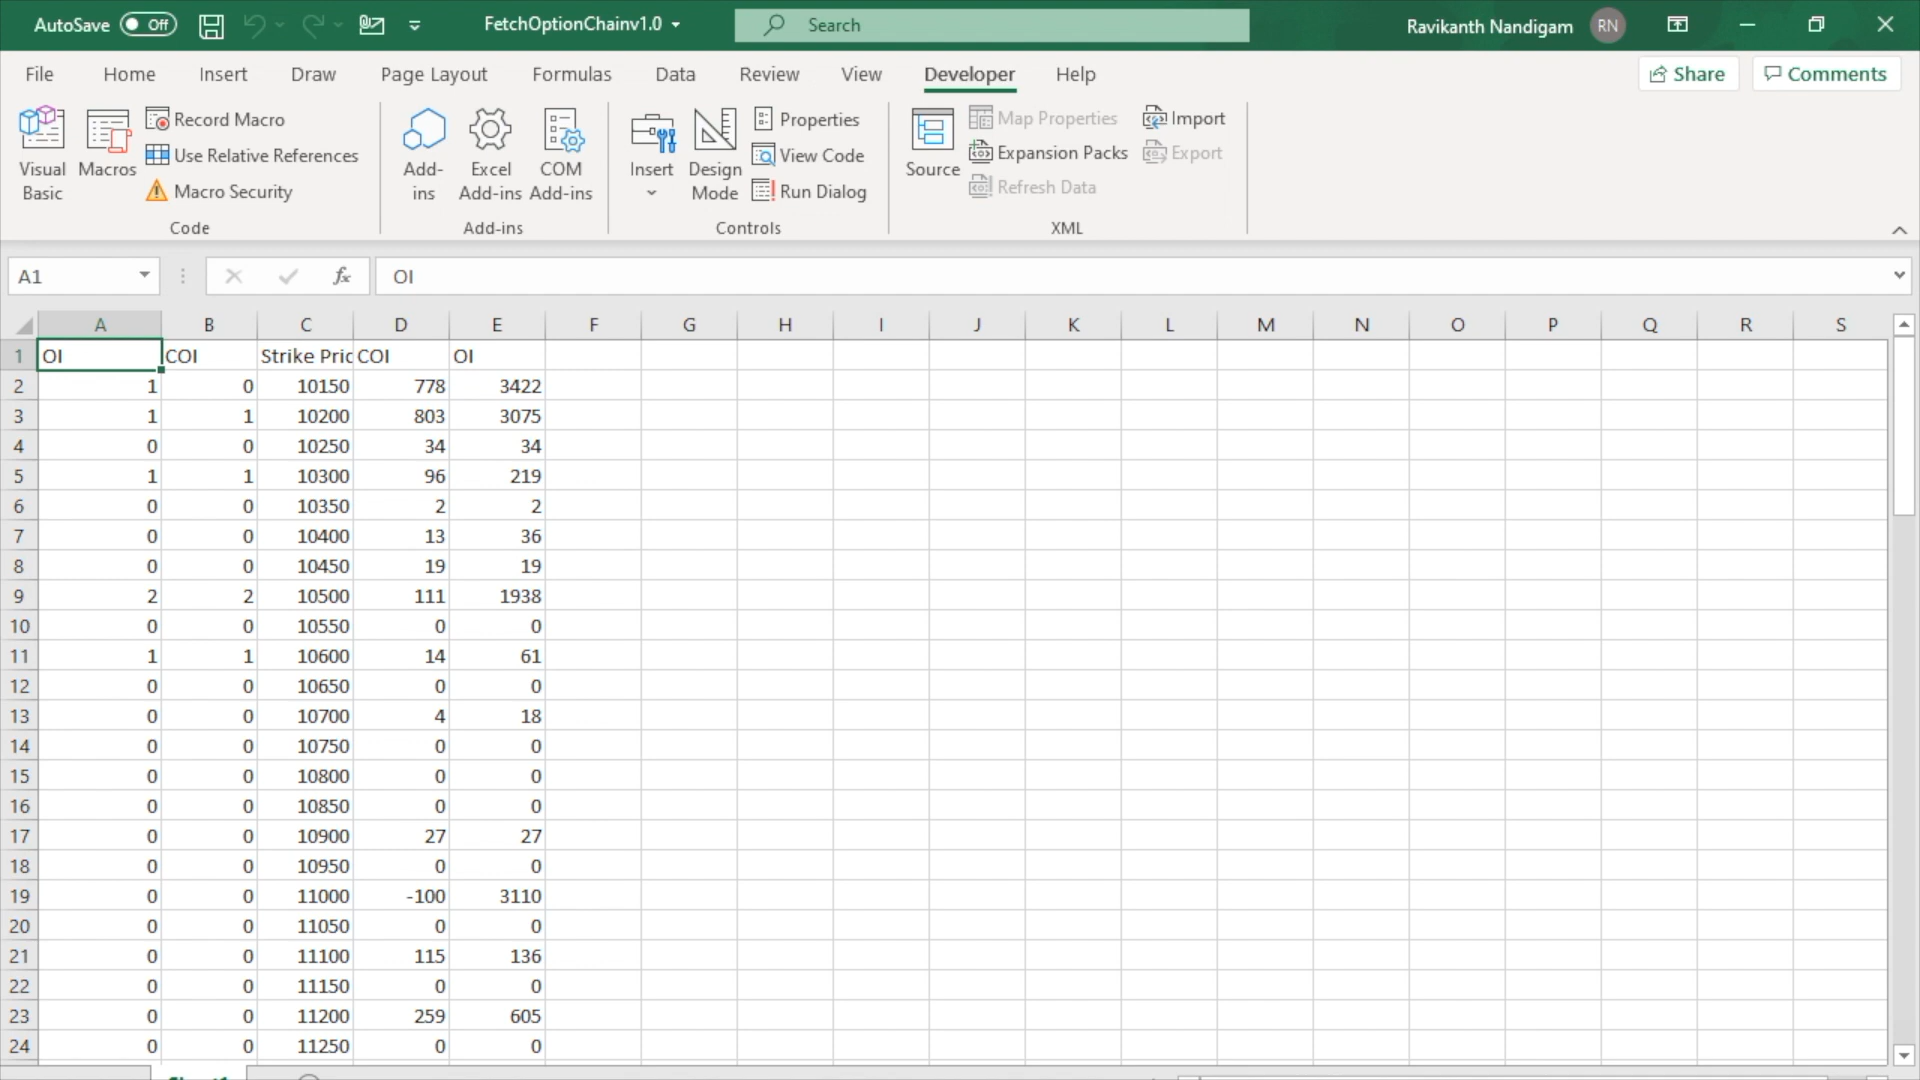 AutoSave Off FetchOptionChainv1.0 Search Ravikanth Nandigam RN
File Home Insert Draw Page Layout Formulas Data Review View Developer Help Share Comments
Visual Basic
Macros
Record Macro
Use Relative References
Macro Security
Code
Add-ins
Excel Add-ins
COM Add-ins
Add-ins
Insert
Design Mode
Properties
View Code
Run Dialog
Controls
Source
Map Properties
Expansion Packs
Refresh Data
Import
Export
XML
A1 fx OI
A B C D E F G H I J K L M N O P Q R S
1 OI COI Strike Pric COI OI
2 1 0 10150 778 3422
3 1 1 10200 803 3075
4 0 0 10250 34 34
5 1 1 10300 96 219
6 0 0 10350 2 2
7 0 0 10400 13 36
8 0 0 10450 19 19
9 2 2 10500 111 1938
10 0 0 10550 0 0
11 1 1 10600 14 61
12 0 0 10650 0 0
13 0 0 10700 4 18
14 0 0 10750 0 0
15 0 0 10800 0 0
16 0 0 10850 0 0
17 0 0 10900 27 27
18 0 0 10950 0 0
19 0 0 11000 -100 3110
20 0 0 11050 0 0
21 0 0 11100 115 136
22 0 0 11150 0 0
23 0 0 11200 259 605
24 0 0 11250 0 0